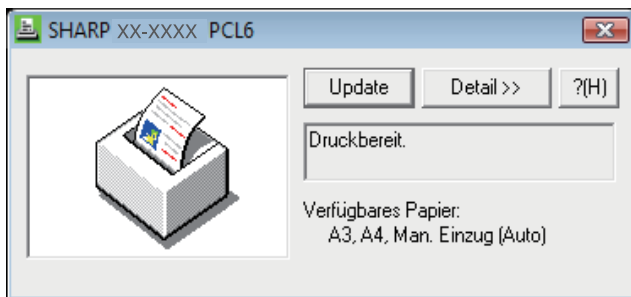 SHARP XX-XXXX PCL6
Update Detail >> ?(H)
Druckbereit.
Verfügbares Papier:
A3, A4, Man. Einzug (Auto)